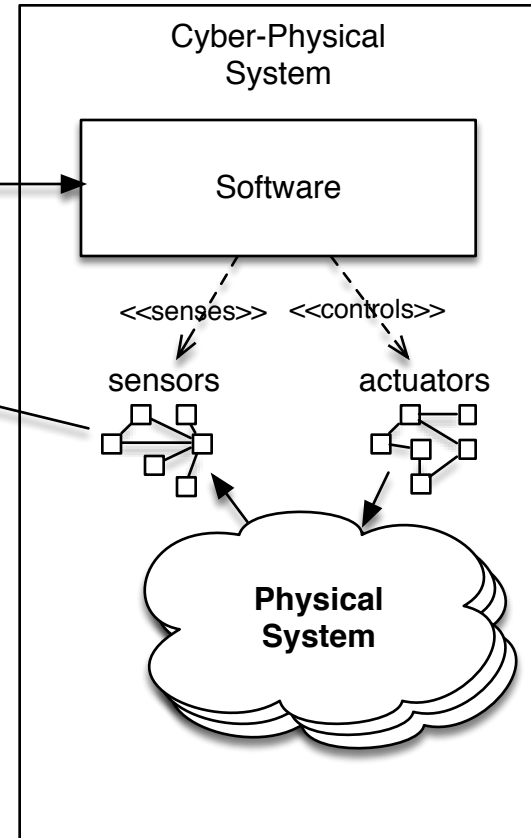 Cyber-Physical
System
Software
<<senses>> <<controls>>
sensors actuators
Physical
System